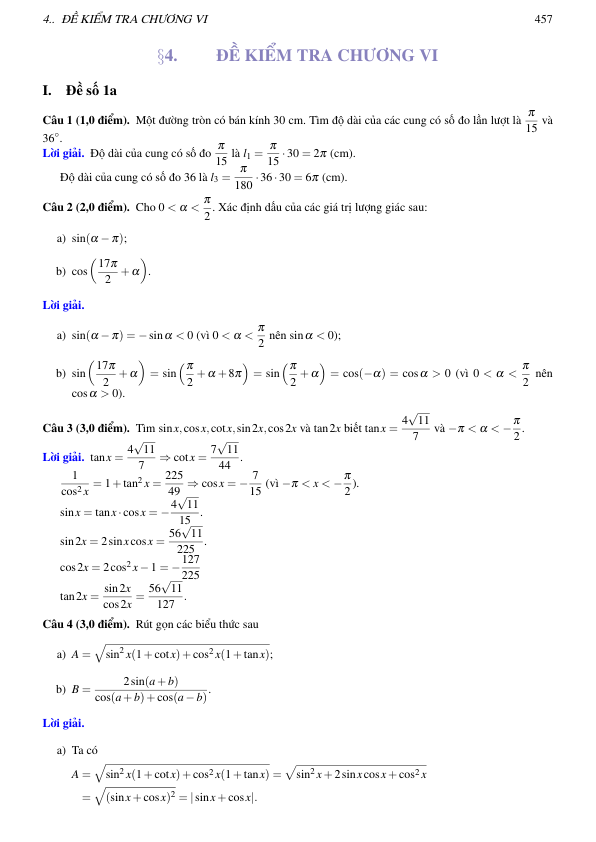 4.. ĐỀ KIỂM TRA CHƯƠNG VI 457
§4. ĐỀ KIỂM TRA CHƯƠNG VI
I. Đề số 1a
Câu 1 (1,0 điểm). Một đường tròn có bán kính 30 cm. Tìm độ dài của các cung có số đo lần lượt là $\frac{\pi}{15}$ và
36°.
Lời giải. Độ dài của cung có số đo $\frac{\pi}{15}$ là $l_1 = \frac{\pi}{15} \cdot 30 = 2\pi$ (cm).
Độ dài của cung có số đo 36 là $l_3 = \frac{\pi}{180} \cdot 36 \cdot 30 = 6\pi$ (cm).
Câu 2 (2,0 điểm). Cho $0 < \alpha < \frac{\pi}{2}$. Xác định dấu của các giá trị lượng giác sau:
a) $\sin(\alpha - \pi)$;
b) $\cos\left(\frac{17\pi}{2} + \alpha\right)$.
Lời giải.
a) $\sin(\alpha - \pi) = -\sin\alpha < 0$ (vì $0 < \alpha < \frac{\pi}{2}$ nên $\sin\alpha < 0$);
b) $\sin\left(\frac{17\pi}{2} + \alpha\right) = \sin\left(\frac{\pi}{2} + \alpha + 8\pi\right) = \sin\left(\frac{\pi}{2} + \alpha\right) = \cos(-\alpha) = \cos\alpha > 0$ (vì $0 < \alpha < \frac{\pi}{2}$ nên
$\cos\alpha > 0$).
Câu 3 (3,0 điểm). Tìm $\sin x, \cos x, \cot x, \sin 2x, \cos 2x$ và $\tan 2x$ biết $\tan x = \frac{4\sqrt{11}}{7}$ và $-\pi < \alpha < -\frac{\pi}{2}$.
Lời giải. $\tan x = \frac{4\sqrt{11}}{7} \Rightarrow \cot x = \frac{7\sqrt{11}}{44}$.
$\frac{1}{\cos^2 x} = 1 + \tan^2 x = \frac{225}{49} \Rightarrow \cos x = -\frac{7}{15}$ (vì $-\pi < x < -\frac{\pi}{2}$).
$\sin x = \tan x \cdot \cos x = -\frac{4\sqrt{11}}{15}$.
$\sin 2x = 2\sin x\cos x = \frac{56\sqrt{11}}{225}$.
$\cos 2x = 2\cos^2 x - 1 = -\frac{127}{225}$
$\tan 2x = \frac{\sin 2x}{\cos 2x} = \frac{56\sqrt{11}}{127}$.
Câu 4 (3,0 điểm). Rút gọn các biểu thức sau
a) $A = \sqrt{\sin^2 x(1 + \cot x) + \cos^2 x(1 + \tan x)}$;
b) $B = \frac{2\sin(a+b)}{\cos(a+b) + \cos(a-b)}$.
Lời giải.
a) Ta có
$A = \sqrt{\sin^2 x(1 + \cot x) + \cos^2 x(1 + \tan x)} = \sqrt{\sin^2 x + 2\sin x\cos x + \cos^2 x}$
$= \sqrt{(\sin x + \cos x)^2} = |\sin x + \cos x|$.